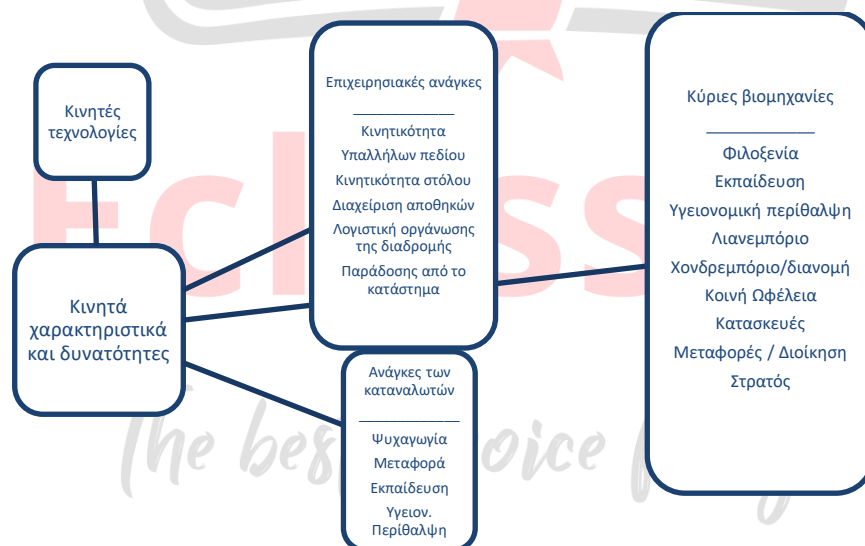 Κινητές
τεχνολογίες
Κινητά
χαρακτηριστικά
και δυνατότητες
Επιχειρησιακές ανάγκες
Κινητικότητα
Υπαλλήλων πεδίου
Κινητικότητα στόλου
Διαχείριση αποθηκών
Λογιστική οργάνωσης
της διαδρομής
Παράδοσης από το
κατάστημα
Ανάγκες των
καταναλωτών
Ψυχαγωγία
Μεταφορά
Εκπαίδευση
Υγειον.
Περίθαλψη
Κύριες βιομηχανίες
Φιλοξενία
Εκπαίδευση
Υγειονομική περίθαλψη
Λιανεμπόριο
Χονδρεμπόριο/διανομή
Κοινή Ωφέλεια
Κατασκευές
Μεταφορές / Διοίκηση
Στρατός
The